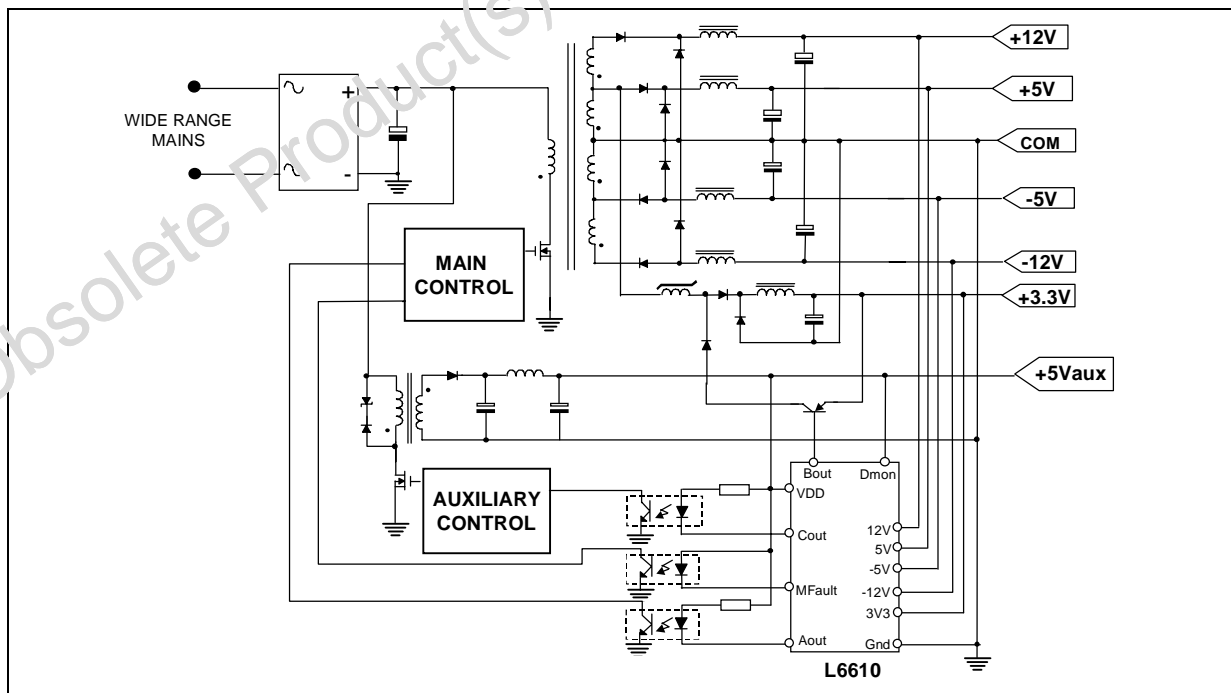 Obsolete Product(s)
+12V
+5V
WIDE RANGE
MAINS
+
-
COM
-5V
-12V
+3.3V
MAIN
CONTROL
+5Vaux
AUXILIARY
CONTROL
Bout
Dmon
VDD
Cout
MFault
Aout
12V
5V
-5V
-12V
3V3
Gnd
L6610